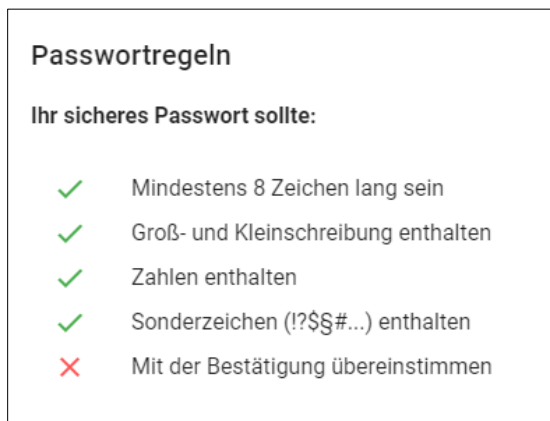 Passwortregeln
Ihr sicheres Passwort sollte:
Mindestens 8 Zeichen lang sein
Groß- und Kleinschreibung enthalten
Zahlen enthalten
Sonderzeichen (!?$§#...) enthalten
Mit der Bestätigung übereinstimmen